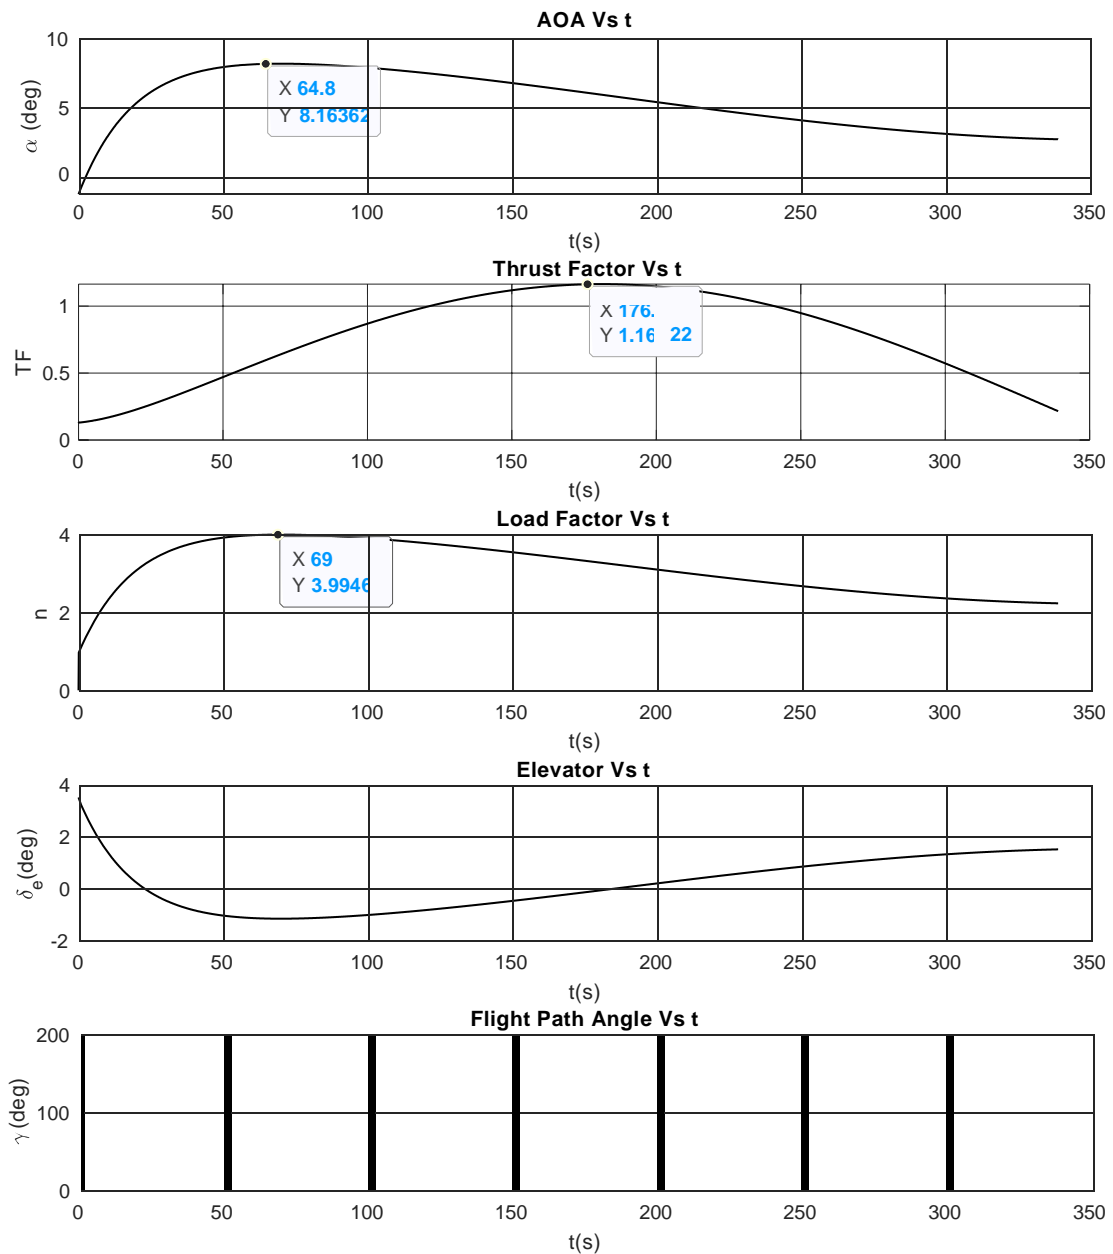 AOA Vs t
10
5
0
α (deg)
X 64.8
Y 8.16362
0 50 100 150 200 250 300 350
t(s)
Thrust Factor Vs t
1
0.5
0
TF
X 176.
Y 1.16 22
0 50 100 150 200 250 300 350
t(s)
Load Factor Vs t
4
2
0
n
X 69
Y 3.9946
0 50 100 150 200 250 300 350
t(s)
Elevator Vs t
4
2
0
-2
δe(deg)
0 50 100 150 200 250 300 350
t(s)
Flight Path Angle Vs t
200
100
0
γ (deg)
0 50 100 150 200 250 300 350
t(s)